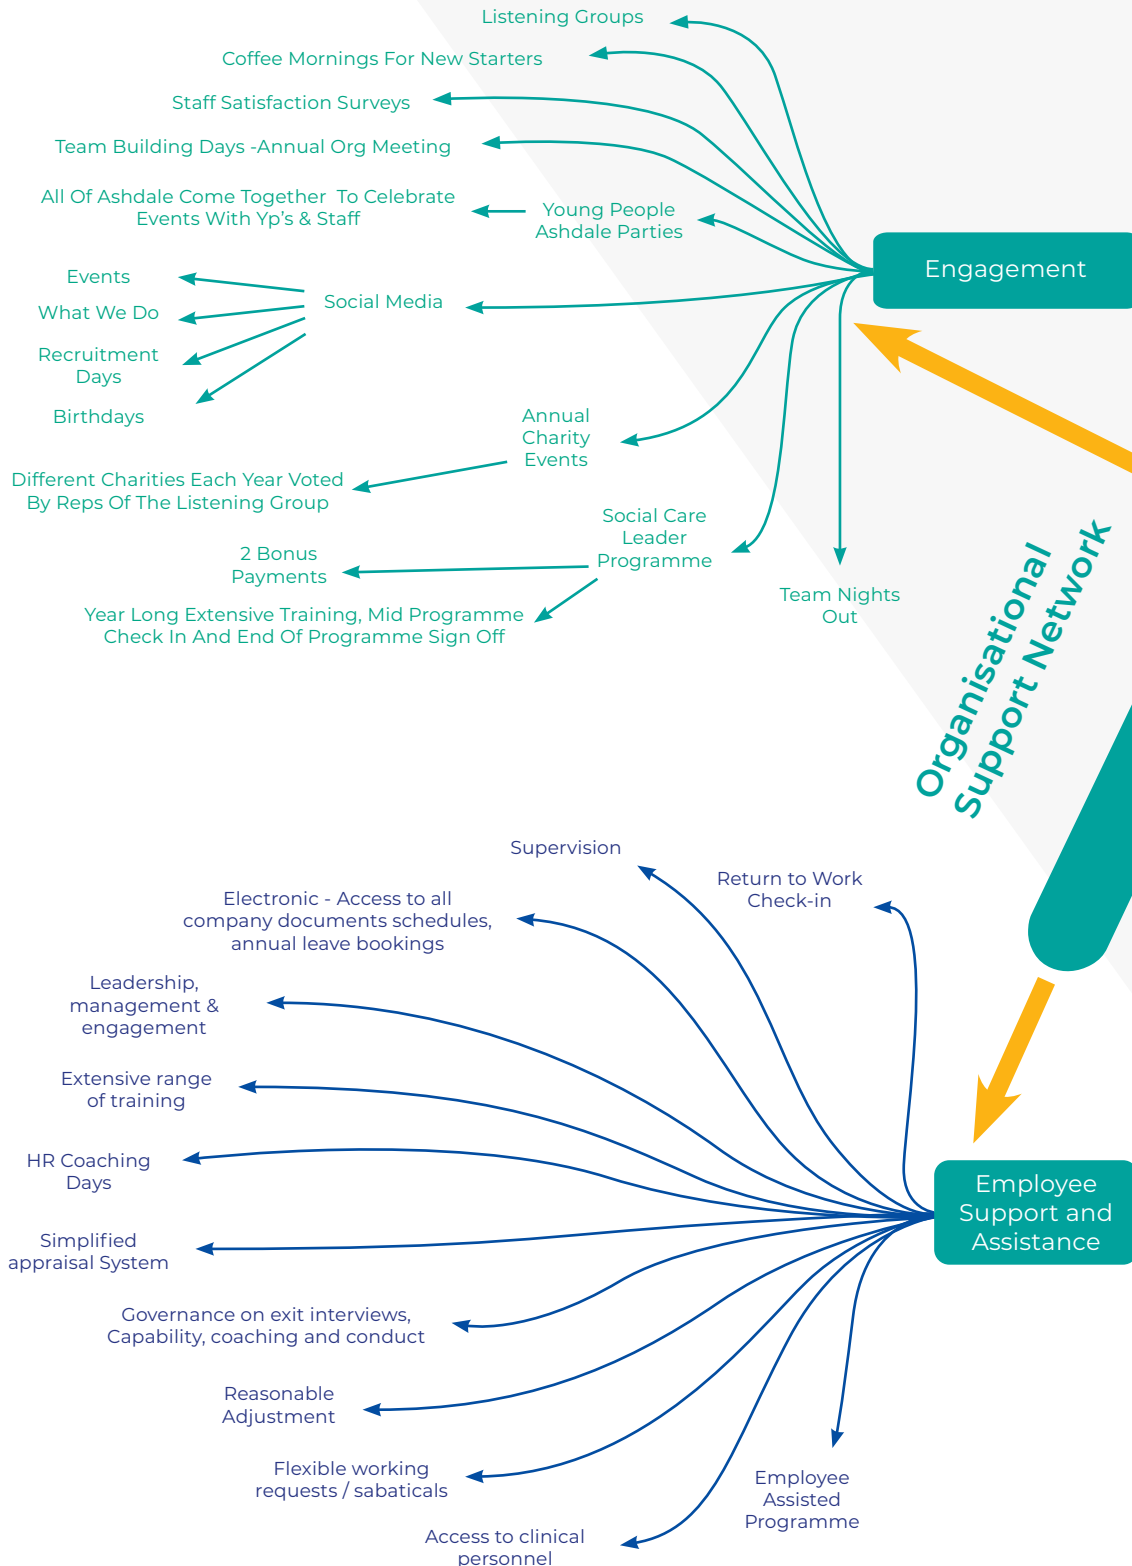 Listening Groups
Coffee Mornings For New Starters
Staff Satisfaction Surveys
Team Building Days -Annual Org Meeting
All Of Ashdale Come Together  To Celebrate
Events With Yp's & Staff
Young People
Ashdale Parties
Engagement
Events
What We Do
Recruitment
Days
Birthdays
Social Media
Annual
Charity
Events
Different Charities Each Year Voted
By Reps Of The Listening Group
Social Care
Leader
Programme
2 Bonus
Payments
Year Long Extensive Training, Mid Programme
Check In And End Of Programme Sign Off
Team Nights
Out
Organisational
Support Network
Supervision
Return to Work
Check-in
Electronic - Access to all
company documents schedules,
annual leave bookings
Leadership,
management &
engagement
Extensive range
of training
HR Coaching
Days
Employee
Support and
Assistance
Simplified
appraisal System
Governance on exit interviews,
Capability, coaching and conduct
Reasonable
Adjustment
Flexible working
requests / sabaticals
Employee
Assisted
Programme
Access to clinical
personnel